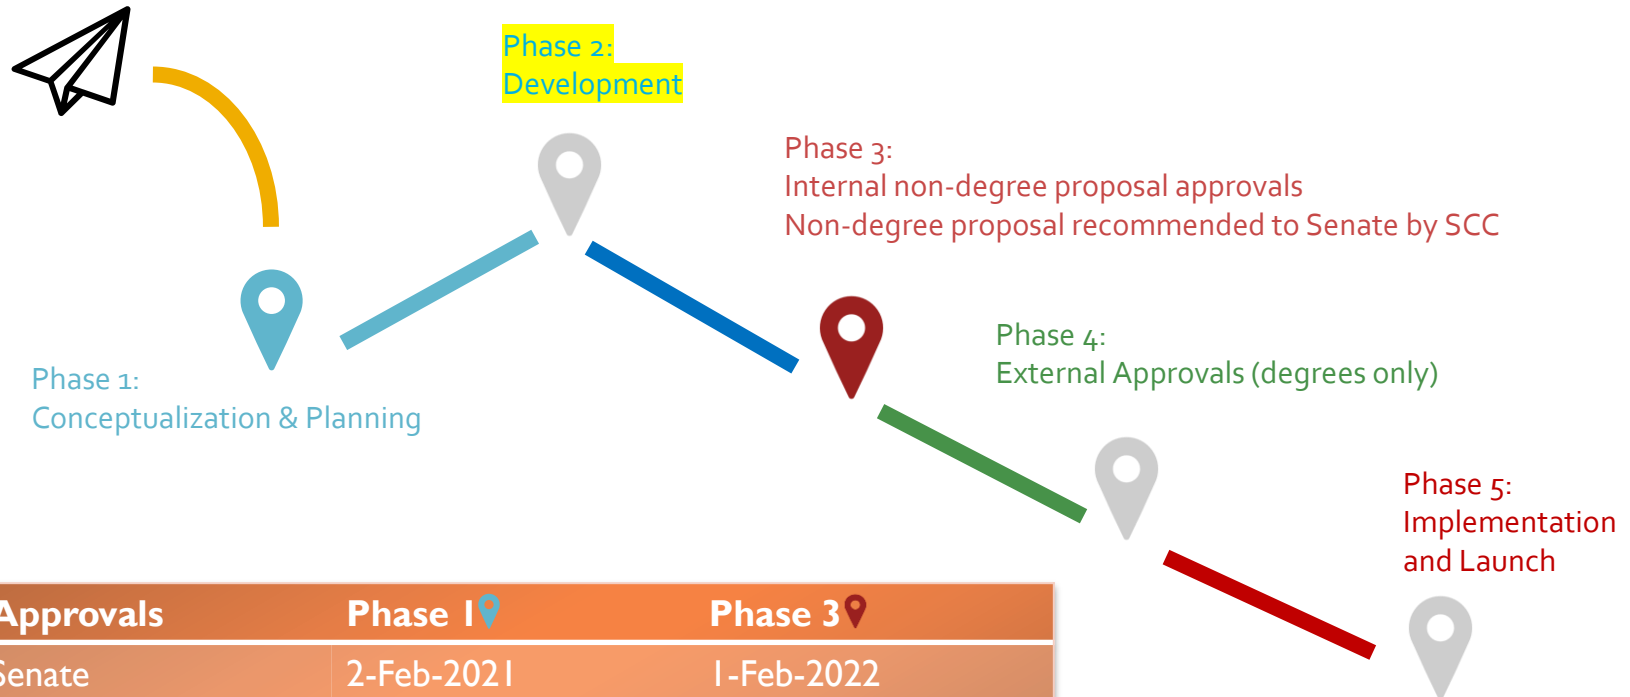 Phase 2:
Development
Phase 3:
Internal non-degree proposal approvals
Non-degree proposal recommended to Senate by SCC
Phase 4:
External Approvals (degrees only)
Phase 1:
Conceptualization & Planning
Phase 5:
Implementation
and Launch
Approvals Phase 1 Phase 3
Senate 2-Feb-2021 1-Feb-2022